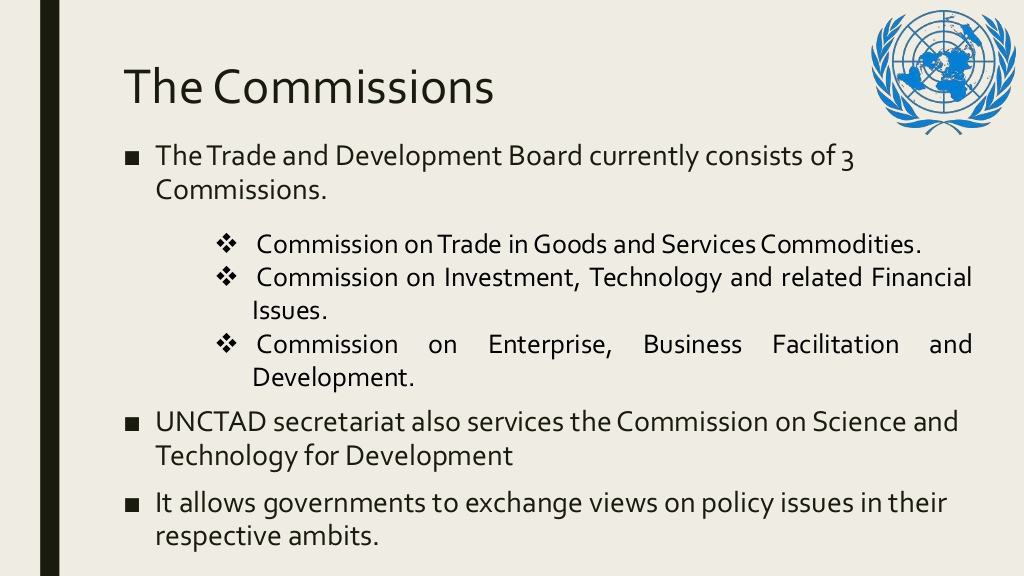 The Commissions
■ The Trade and Development Board currently consists of 3
Commissions.
❖ Commission on Trade in Goods and Services Commodities.
❖ Commission on Investment, Technology and related Financial
Issues.
❖ Commission on Enterprise, Business Facilitation and
Development.
■ UNCTAD secretariat also services the Commission on Science and
Technology for Development
■ It allows governments to exchange views on policy issues in their
respective ambits.